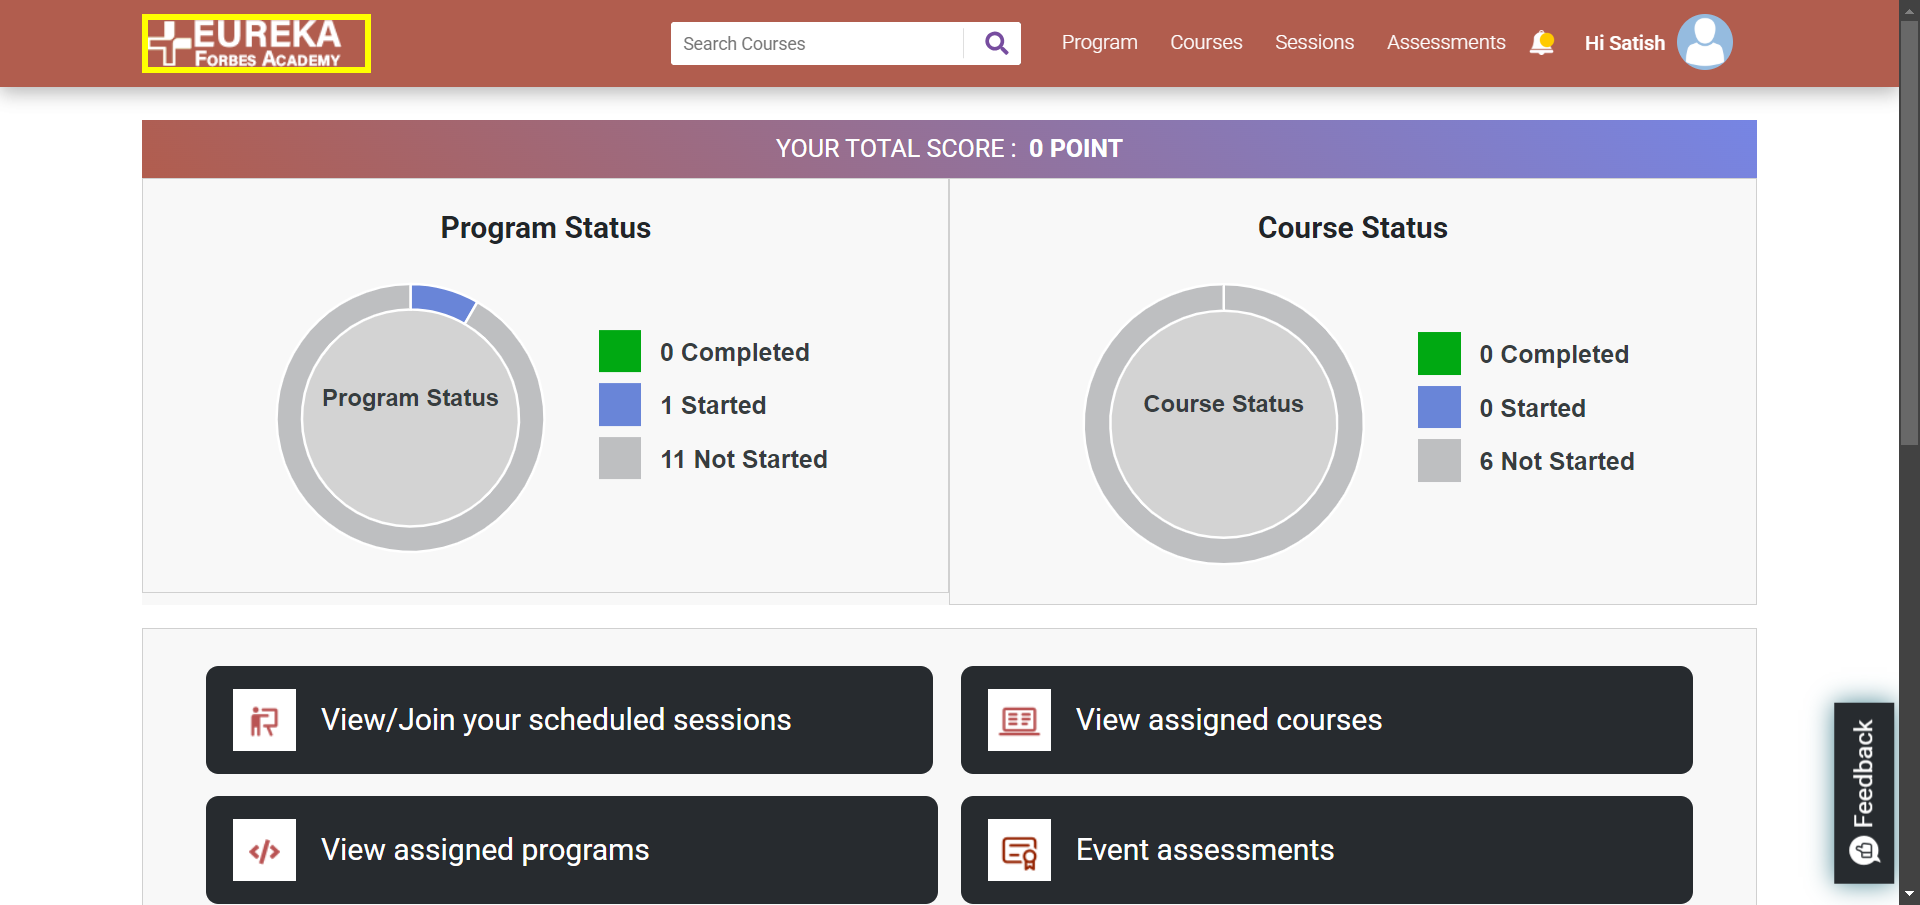 EUREKA
FORBES ACADEMY
Search Courses
Program
Courses
Sessions
Assessments
Hi Satish
YOUR TOTAL SCORE : 0 POINT
Program Status
Program Status
0 Completed
1 Started
11 Not Started
Course Status
Course Status
0 Completed
0 Started
6 Not Started
View/Join your scheduled sessions
View assigned courses
View assigned programs
Event assessments
Feedback